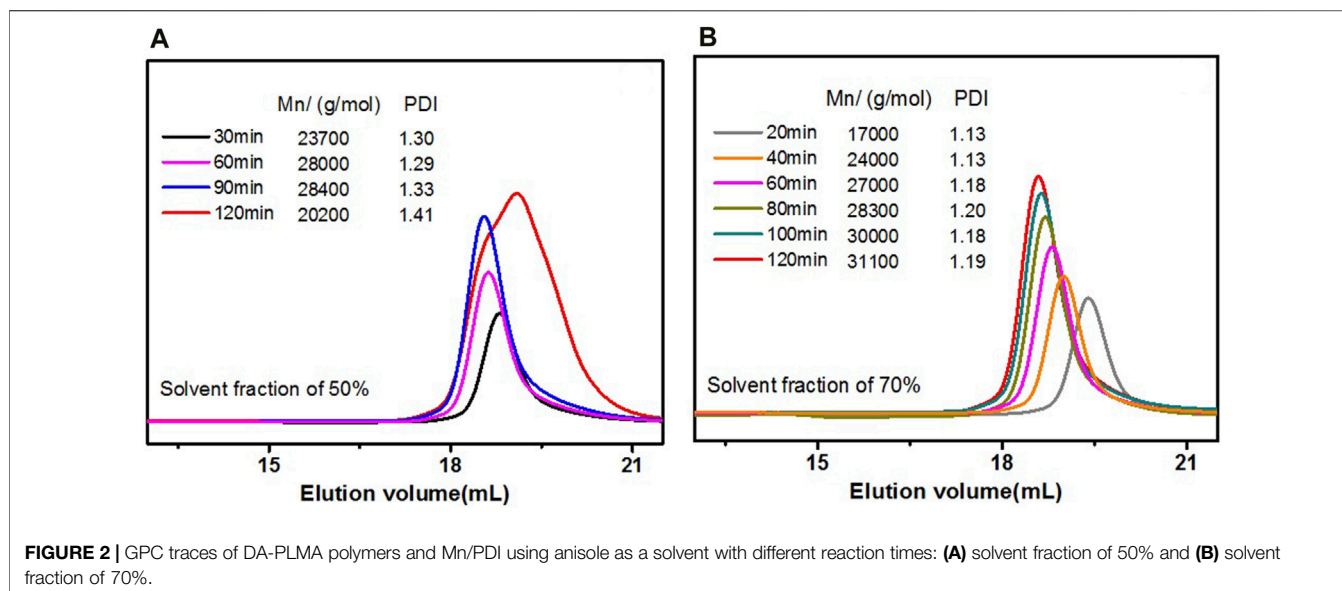 A
Mn/ (g/mol) PDI
30min 23700 1.30
60min 28000 1.29
90min 28400 1.33
120min 20200 1.41
Solvent fraction of 50%
15 18 21
Elution volume(mL)
B
Mn/ (g/mol) PDI
20min 17000 1.13
40min 24000 1.13
60min 27000 1.18
80min 28300 1.20
100min 30000 1.18
120min 31100 1.19
Solvent fraction of 70%
15 18 21
Elution volume(mL)
FIGURE 2 | GPC traces of DA-PLMA polymers and Mn/PDI using anisole as a solvent with different reaction times: (A) solvent fraction of 50% and (B) solvent
fraction of 70%.